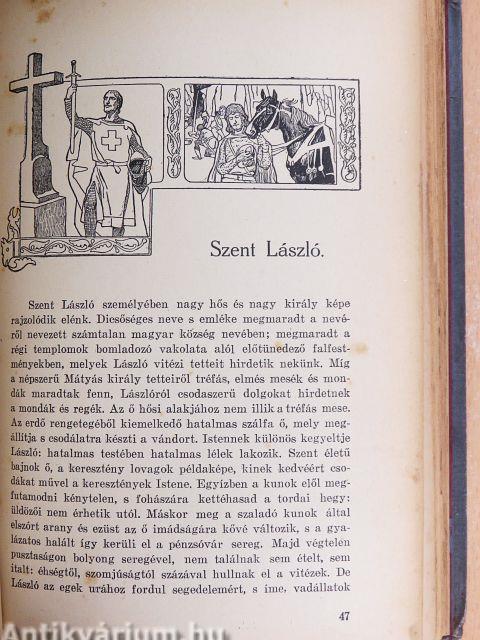 Szent László.
Szent László személyében nagy hős és nagy király képe
rajzolódik elénk. Dicsőséges neve s emléke megmaradt a nevé-
ről nevezett számtalan magyar község nevében; megmaradt a
régi templomok bomladozó vakolata alól előtünedező falfest-
ményekben, melyek László vitézi tetteit hirdetik nekünk. Míg
a népszerű Mátyás király tetteiről tréfás, elmés mesék és mon-
dák maradtak fenn, Lászlóról csodaszerű dolgokat hirdetnek
a mondák és regék. Az ő hősi alakjához nem illik a tréfás mese.
Az erdő rengetegéből kiemelkedő hatalmas szálfa ő, mely meg-
állítja s csodálatra készti a vándort. Istennek különös kegyeltje
László: hatalmas testében hatalmas lélek lakozik. Szent életű
bajnok ő, a keresztény lovagok példaképe, kinek kedvéért cso-
dákat művel a keresztények Istene. Egyízben a kunok elől meg-
futamodni kénytelen, s fohászára kettéhasad a tordai hegy:
üldözői nem érhetik utól. Máskor meg a szaladó kunok által
elszórt arany és ezüst az ő imádságára kővé változik, s a gya-
lázatos halált így kerüli el a pénzsóvár sereg. Majd végtelen
pusztaságon bolyong seregével, nem találnak sem ételt, sem
italt: éhségtől, szomjúságtól százával hullnak el a vitézek. De
László az egek urához fordul segedelemért, s ime, vadállatok
47
Antikvárium.hu